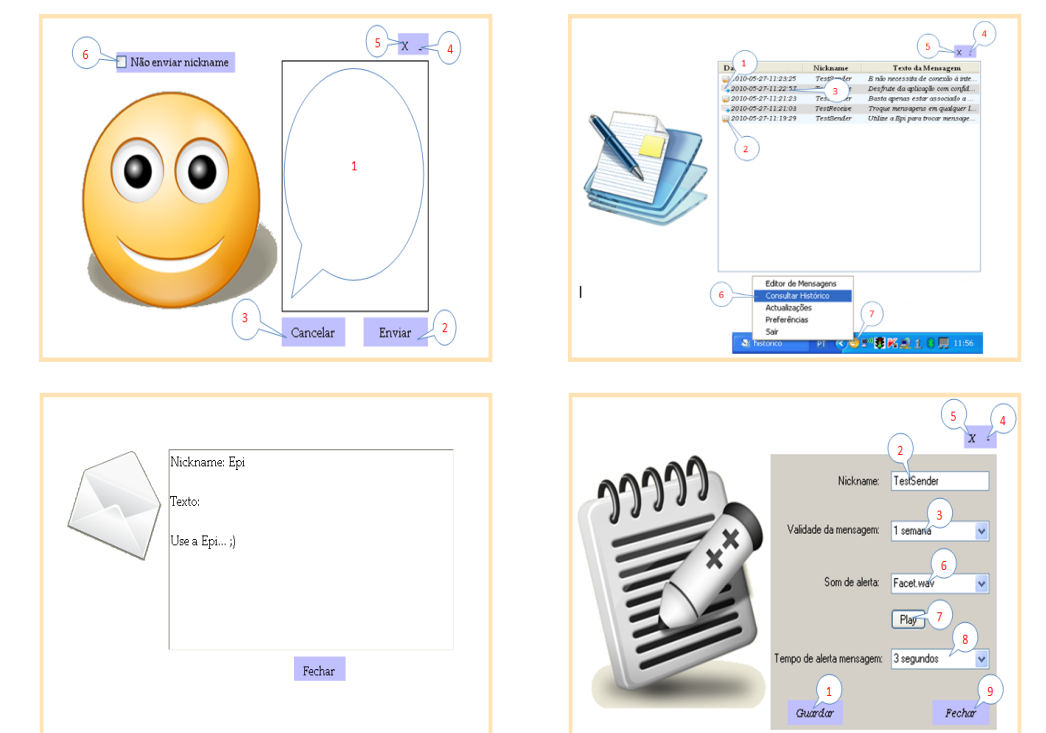 5
4
X -
6
Não enviar nickname
1
3
2
Cancelar
Enviar
4
5
X :
1
Nickname
Texto da Mensagem
2010-05-27-11:23:25 TestSender E não necessita de conexão à inte...
2010-05-27-11:22:57 Desfrute da aplicação com confid...
3
2010-05-27-11:21:23 TestSender Basta apenas estar associado a ...
2010-05-27-11:21:03 TestReceive Troque mensagens em qualquer l...
2010-05-27-11:19:29 TestSender Utilize a Epi para trocar mensage...
2
Editor de Mensagens
6
Consultar Histórico
Actualizações
7
Preferências
Sair
historico PT 11:56
Nickname: Epi
Texto:
Use a Epi... ;)
Fechar
5
4
X -
2
Nickname: TestSender
3
Validade da mensagem: 1 semana
6
Som de alerta: Facet.wav
Play 7
8
Tempo de alerta mensagem: 3 segundos
1
9
Guardar
Fechar